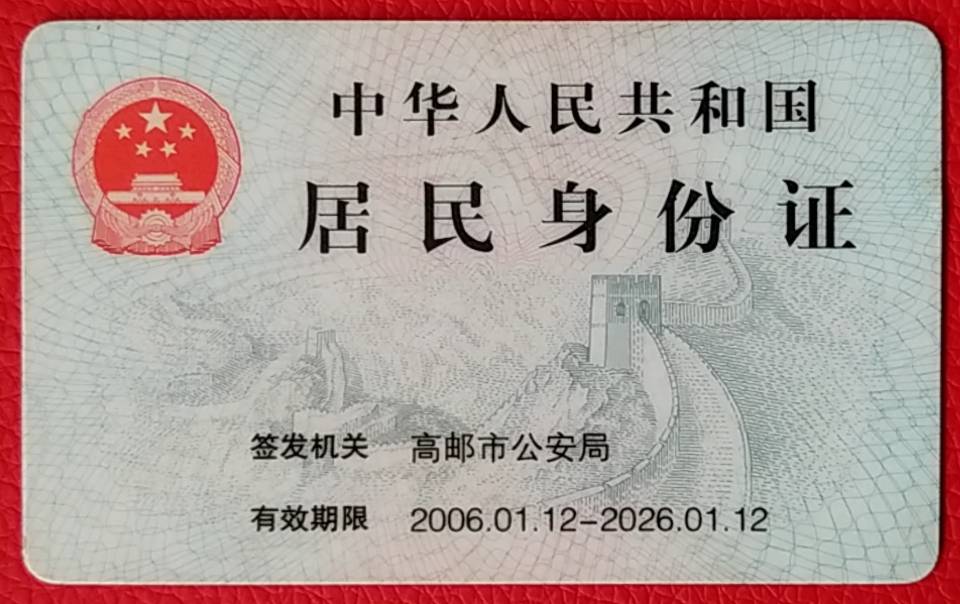 中华人民共和国
居民身份证
签发机关 高邮市公安局
有效期限 2006.01.12-2026.01.12